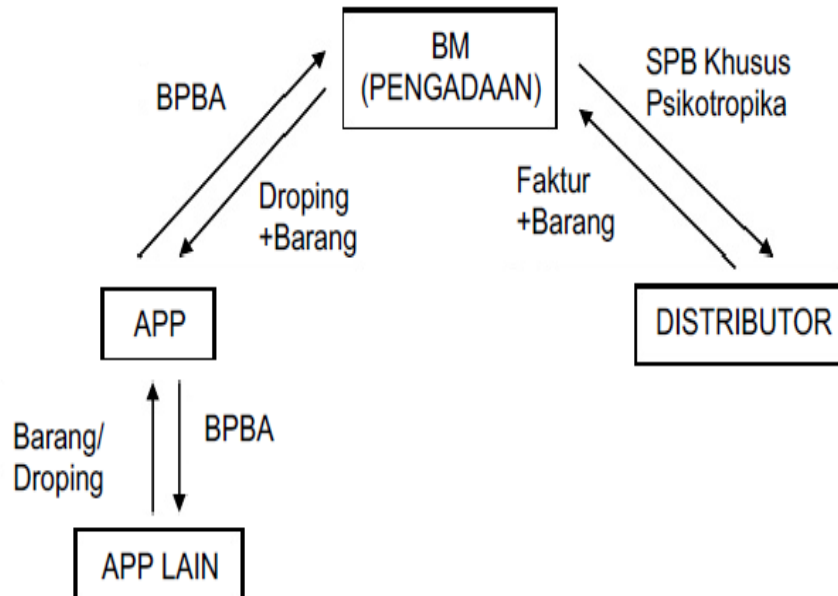 BM
(PENGADAAN)
BPBA
SPB Khusus
Psikotropika
Droping
+Barang
Faktur
+Barang
APP
DISTRIBUTOR
Barang/
Droping
BPBA
APP LAIN